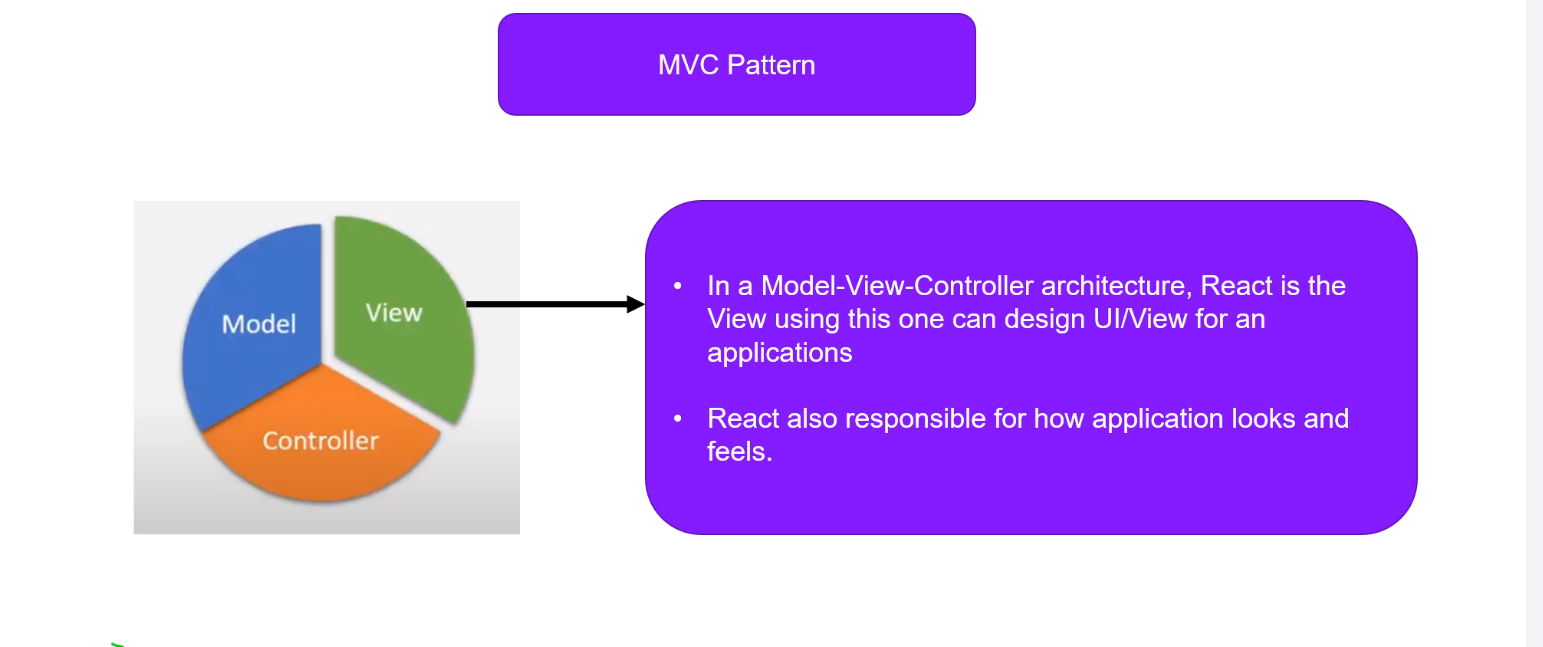 MVC Pattern
Model
View
Controller
• In a Model-View-Controller architecture, React is the
View using this one can design UI/View for an
applications
• React also responsible for how application looks and
feels.